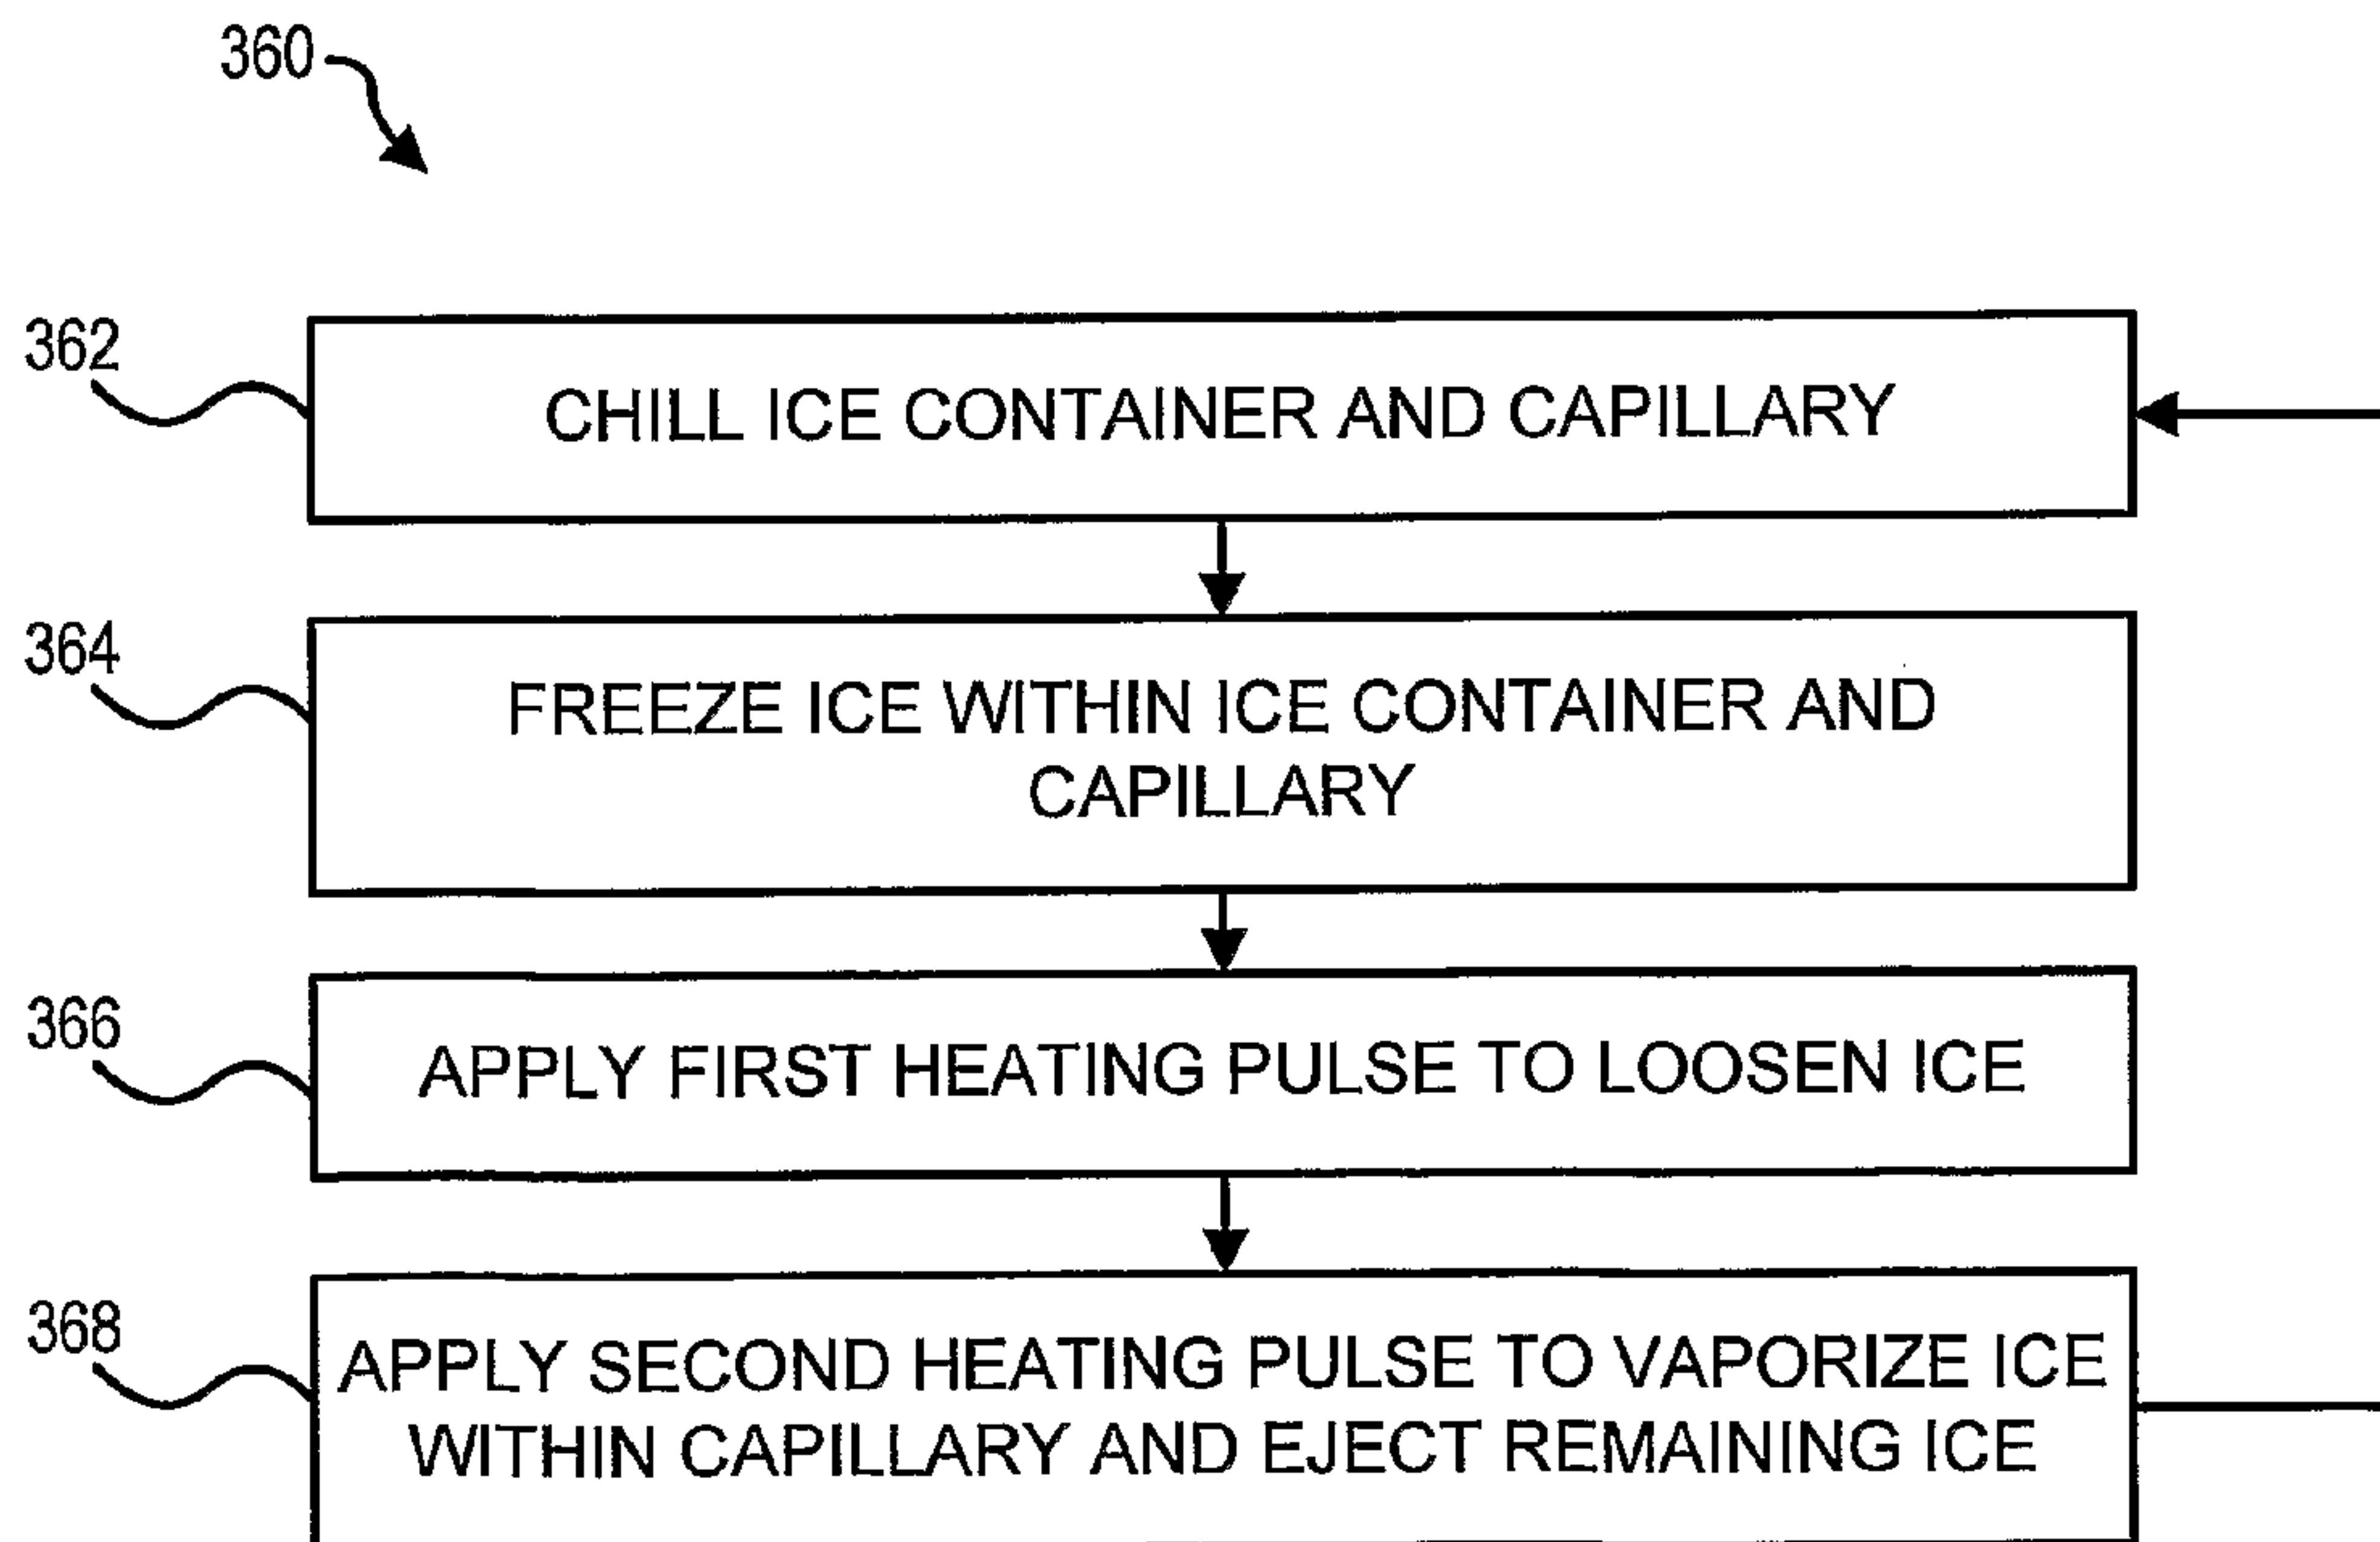 360
362
CHILL ICE CONTAINER AND CAPILLARY
364
FREEZE ICE WITHIN ICE CONTAINER AND
CAPILLARY
366
APPLY FIRST HEATING PULSE TO LOOSEN ICE
368
APPLY SECOND HEATING PULSE TO VAPORIZE ICE
WITHIN CAPILLARY AND EJECT REMAINING ICE